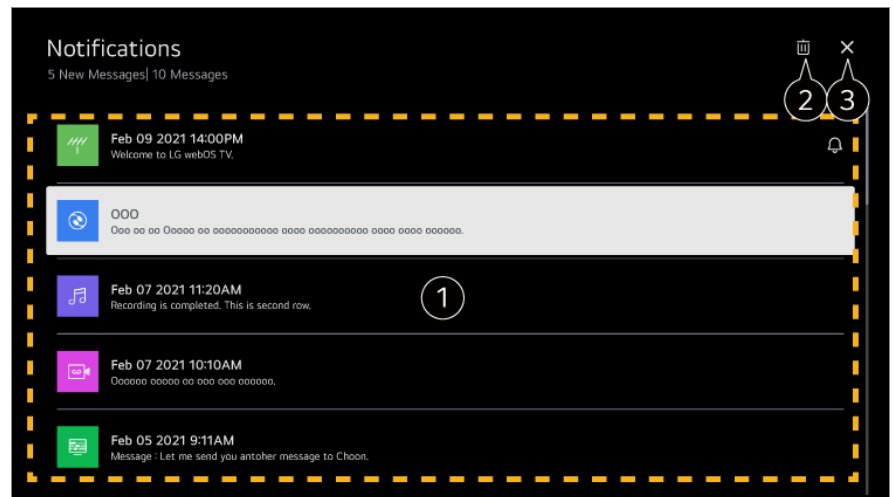 Notifications
5 New Messages| 10 Messages
2 3
Feb 09 2021 14:00PM
Welcome to LG webOS TV.
OOO
Ooo oo oo Ooooo oo ooooooooooo oooo oooooooooo oooo oooo oooooo.
Feb 07 2021 11:20AM
Recording is completed. This is second row.
1
Feb 07 2021 10:10AM
Oooooo ooooo oo ooo ooo oooooo.
Feb 05 2021 9:11AM
Message : Let me send you antoher message to Choon.